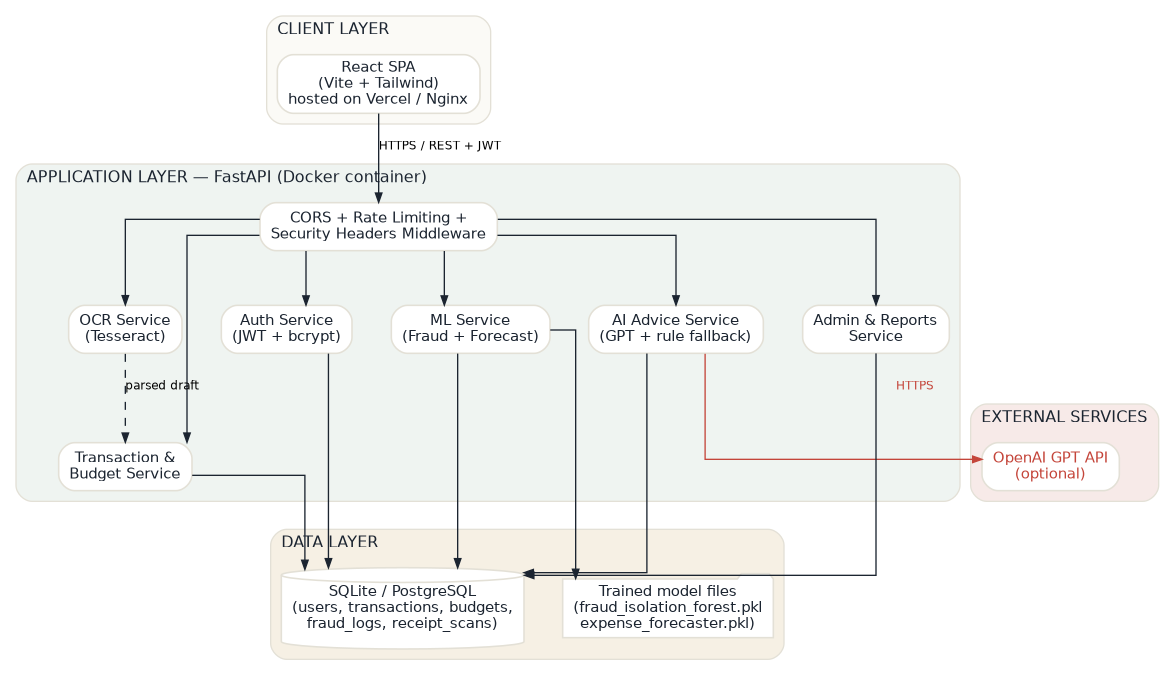 CLIENT LAYER
React SPA
(Vite + Tailwind)
hosted on Vercel / Nginx
HTTPS / REST + JWT
APPLICATION LAYER — FastAPI (Docker container)
CORS + Rate Limiting +
Security Headers Middleware
OCR Service
(Tesseract)
Auth Service
(JWT + bcrypt)
ML Service
(Fraud + Forecast)
AI Advice Service
(GPT + rule fallback)
Admin & Reports
Service
parsed draft
HTTPS
Transaction &
Budget Service
EXTERNAL SERVICES
OpenAI GPT API
(optional)
DATA LAYER
SQLite / PostgreSQL
(users, transactions, budgets,
fraud_logs, receipt_scans)
Trained model files
(fraud_isolation_forest.pkl
expense_forecaster.pkl)